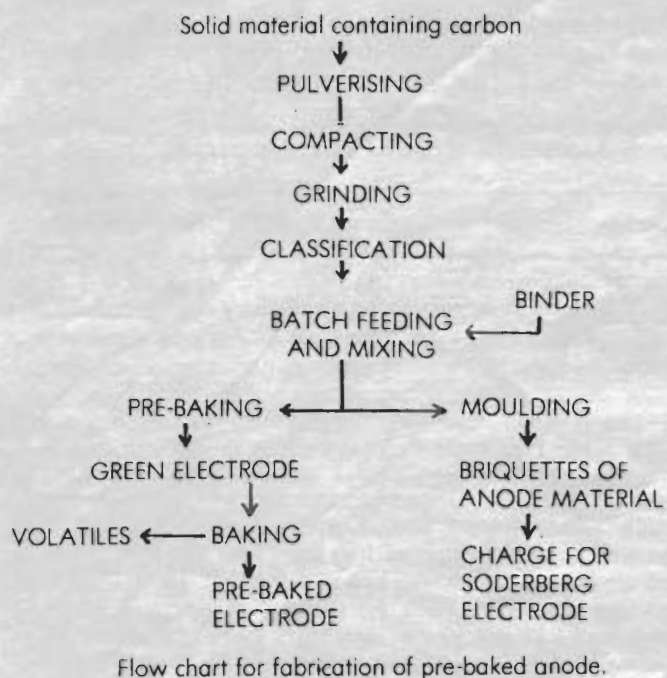 Solid material containing carbon
PULVERISING
COMPACTING
GRINDING
CLASSIFICATION
BINDER
BATCH FEEDING
AND MIXING
PRE-BAKING
MOULDING
GREEN ELECTRODE
BRIQUETTES OF
ANODE MATERIAL
VOLATILES
BAKING
CHARGE FOR
SODERBERG
ELECTRODE
PRE-BAKED
ELECTRODE
Flow chart for fabrication of pre-baked anode.